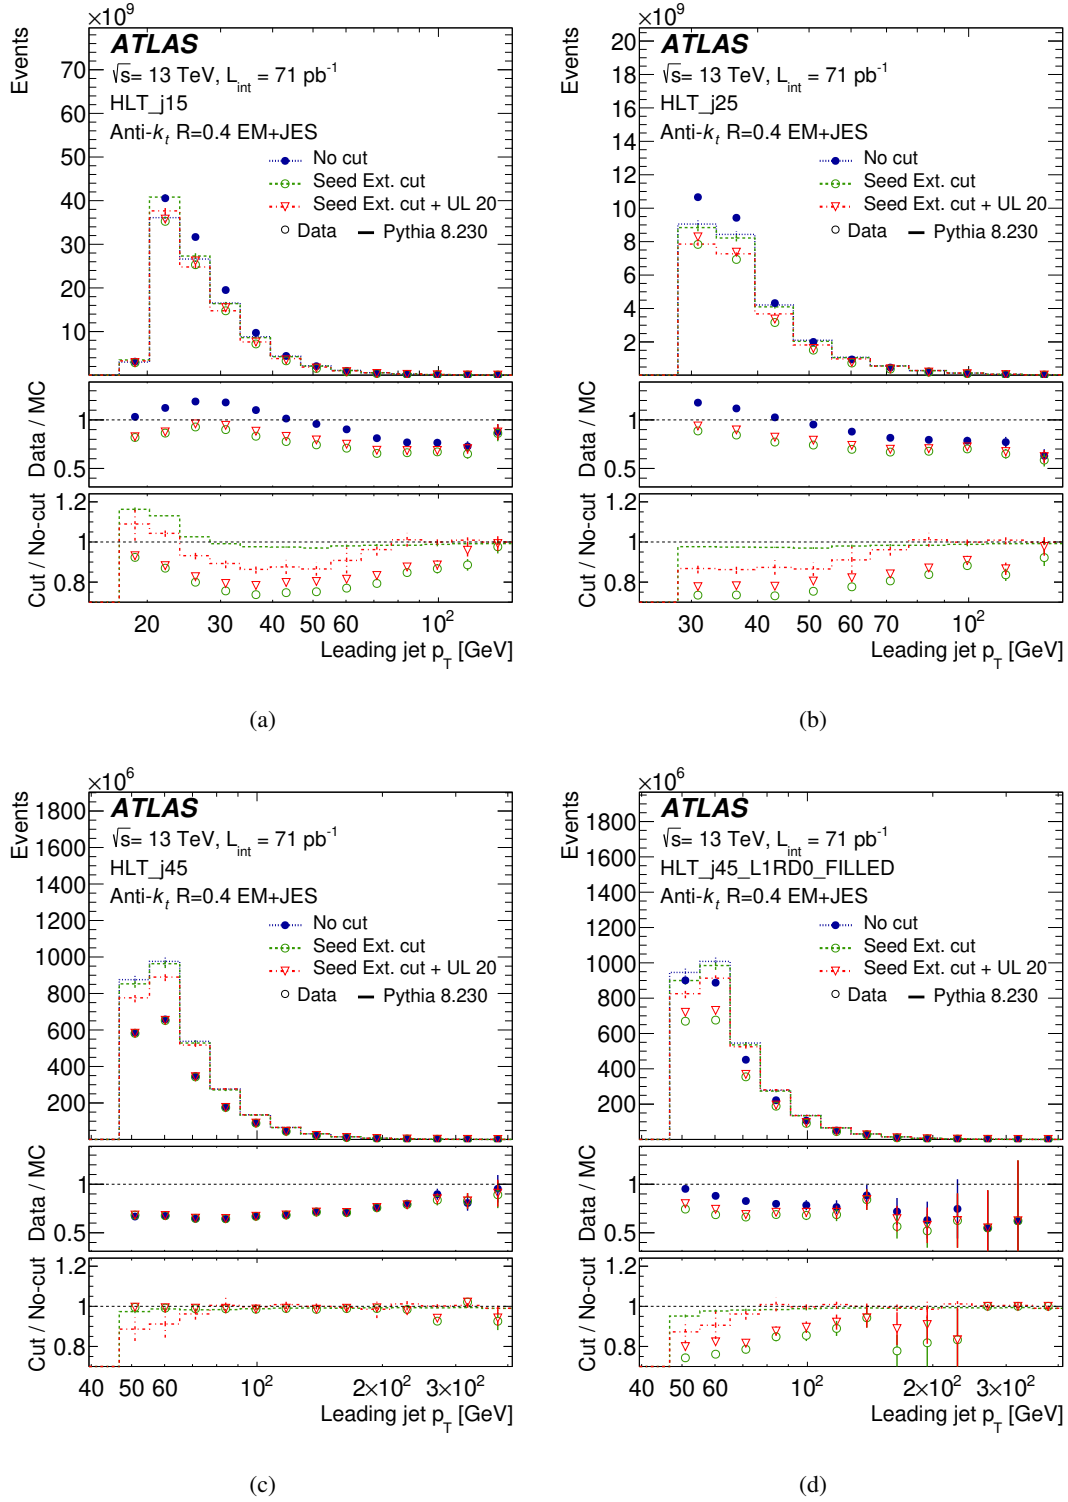 ×10⁹
Events
ATLAS
√s= 13 TeV, L_int = 71 pb⁻¹
HLT_j15
Anti-k_t R=0.4 EM+JES
No cut
Seed Ext. cut
Seed Ext. cut + UL 20
Data
Pythia 8.230
70
60
50
40
30
20
10
Data / MC
1
0.5
Cut / No-cut
1.2
1
0.8
20 30 40 50 60 10²
Leading jet p_T [GeV]
(a)
×10⁹
Events
ATLAS
√s= 13 TeV, L_int = 71 pb⁻¹
HLT_j25
Anti-k_t R=0.4 EM+JES
No cut
Seed Ext. cut
Seed Ext. cut + UL 20
Data
Pythia 8.230
20
18
16
14
12
10
8
6
4
2
Data / MC
1
0.5
Cut / No-cut
1.2
1
0.8
30 40 50 60 70 10²
Leading jet p_T [GeV]
(b)
×10⁶
Events
ATLAS
√s= 13 TeV, L_int = 71 pb⁻¹
HLT_j45
Anti-k_t R=0.4 EM+JES
No cut
Seed Ext. cut
Seed Ext. cut + UL 20
Data
Pythia 8.230
1800
1600
1400
1200
1000
800
600
400
200
Data / MC
1
0.5
Cut / No-cut
1.2
1
0.8
40 50 60 10² 2×10² 3×10²
Leading jet p_T [GeV]
(c)
×10⁶
Events
ATLAS
√s= 13 TeV, L_int = 71 pb⁻¹
HLT_j45_L1RD0_FILLED
Anti-k_t R=0.4 EM+JES
No cut
Seed Ext. cut
Seed Ext. cut + UL 20
Data
Pythia 8.230
1800
1600
1400
1200
1000
800
600
400
200
Data / MC
1
0.5
Cut / No-cut
1.2
1
0.8
40 50 60 10² 2×10² 3×10²
Leading jet p_T [GeV]
(d)